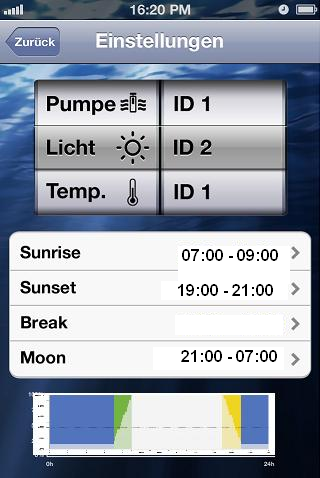 16:20 PM
Zurück
Einstellungen
Pumpe ID 1
Licht ID 2
Temp. ID 1
Sunrise 07:00 - 09:00
Sunset 19:00 - 21:00
Break
Moon 21:00 - 07:00
0h 24h